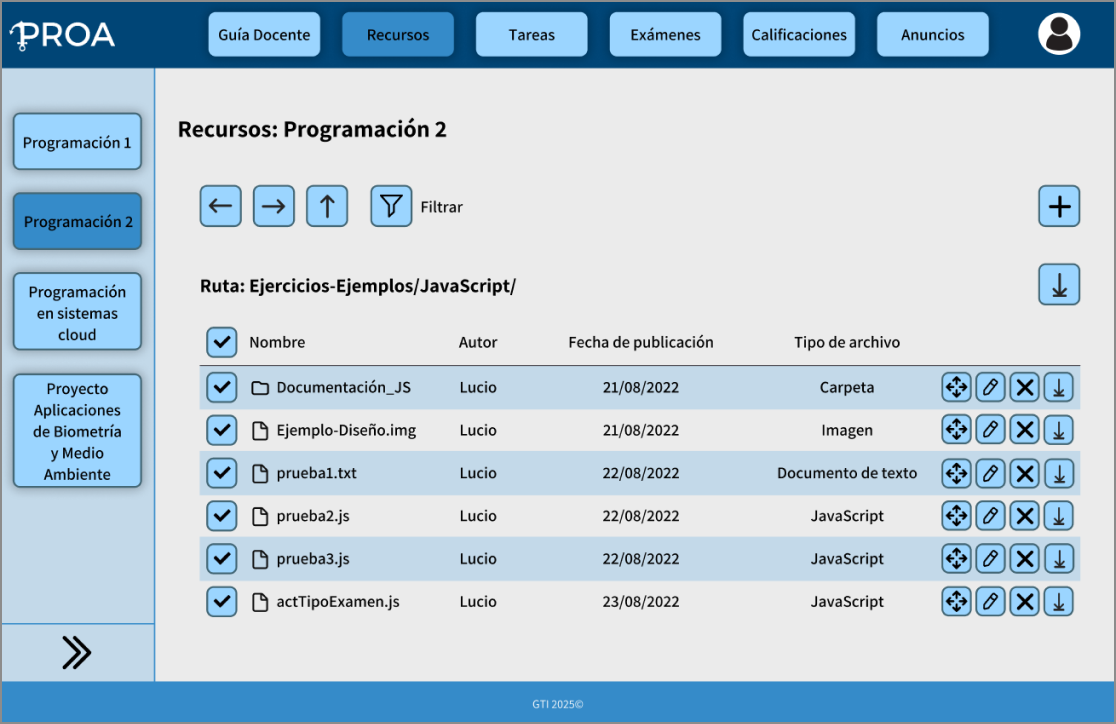 PROA
Guía Docente
Recursos
Tareas
Exámenes
Calificaciones
Anuncios
Programación 1
Programación 2
Programación
en sistemas
cloud
Proyecto
Aplicaciones
de Biometría
y Medio
Ambiente
Recursos: Programación 2
Filtrar
Ruta: Ejercicios-Ejemplos/JavaScript/
Nombre Autor Fecha de publicación Tipo de archivo
Documentación_JS Lucio 21/08/2022 Carpeta
Ejemplo-Diseño.img Lucio 21/08/2022 Imagen
prueba1.txt Lucio 22/08/2022 Documento de texto
prueba2.js Lucio 22/08/2022 JavaScript
prueba3.js Lucio 22/08/2022 JavaScript
actTipoExamen.js Lucio 23/08/2022 JavaScript
GTI 2025©